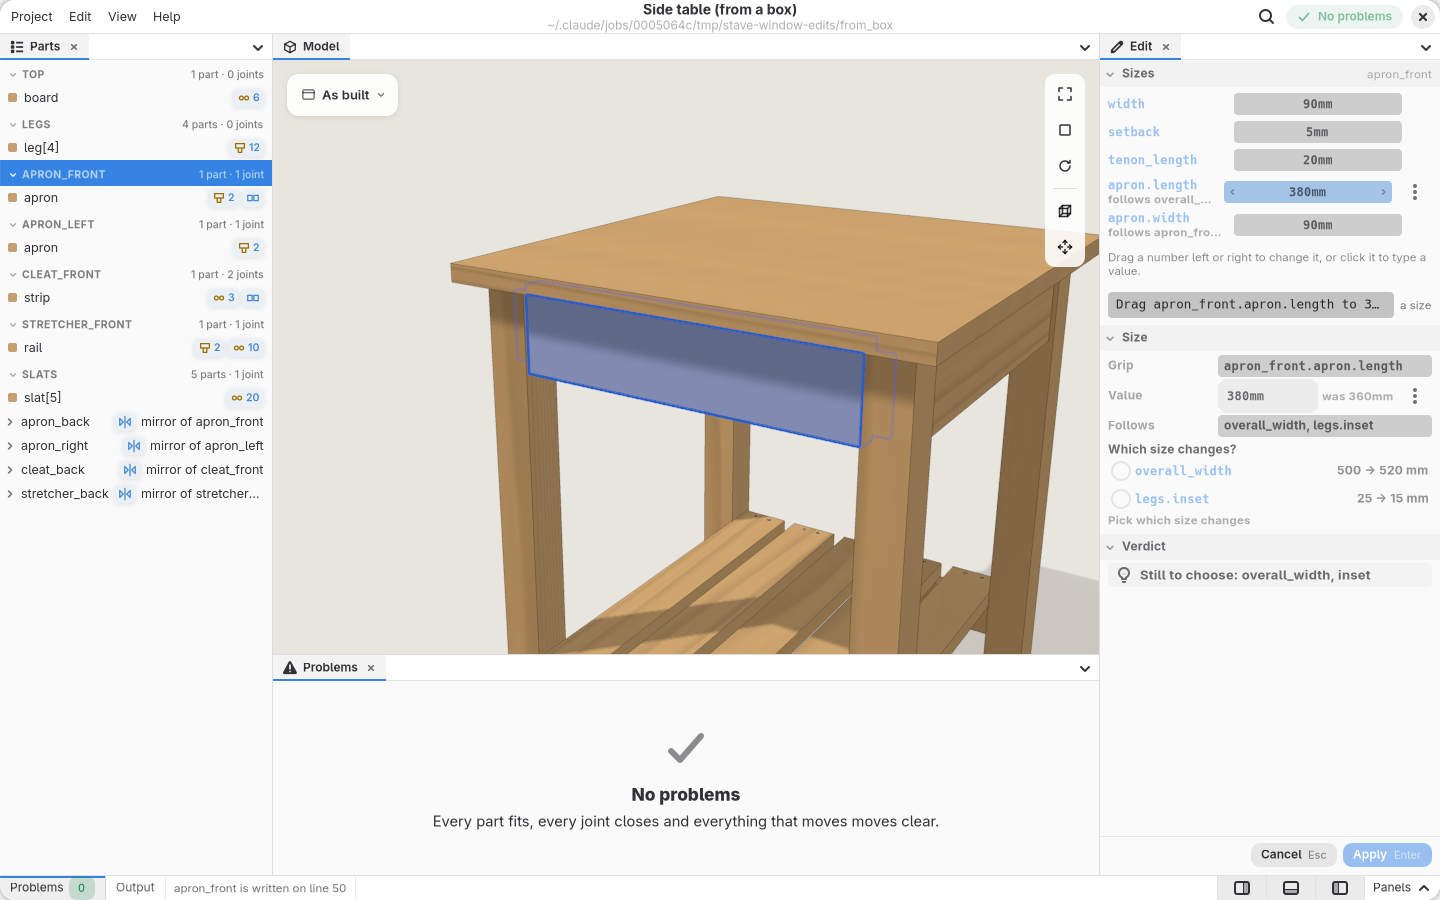 Project Edit View Help
Side table (from a box)
~/.claude/jobs/0005064c/tmp/stave-window-edits/from_box
No problems
Parts
TOP 1 part · 0 joints
board 6
LEGS 4 parts · 0 joints
leg[4] 12
APRON_FRONT 1 part · 1 joint
apron 2
APRON_LEFT 1 part · 1 joint
apron 2
CLEAT_FRONT 1 part · 2 joints
strip 3
STRETCHER_FRONT 1 part · 1 joint
rail 2 10
SLATS 5 parts · 1 joint
slat[5] 20
apron_back mirror of apron_front
apron_right mirror of apron_left
cleat_back mirror of cleat_front
stretcher_back mirror of stretcher...
Model
As built
Problems
No problems
Every part fits, every joint closes and everything that moves moves clear.
Edit
Sizes apron_front
width 90mm
setback 5mm
tenon_length 20mm
apron.length 380mm
follows overall_...
apron.width 90mm
follows apron_fro...
Drag a number left or right to change it, or click it to type a
value.
Drag apron_front.apron.length to 3... a size
Size
Grip apron_front.apron.length
Value 380mm was 360mm
Follows overall_width, legs.inset
Which size changes?
overall_width 500 → 520 mm
legs.inset 25 → 15 mm
Pick which size changes
Verdict
Still to choose: overall_width, inset
Cancel Esc Apply Enter
Problems 0 Output apron_front is written on line 50
Panels